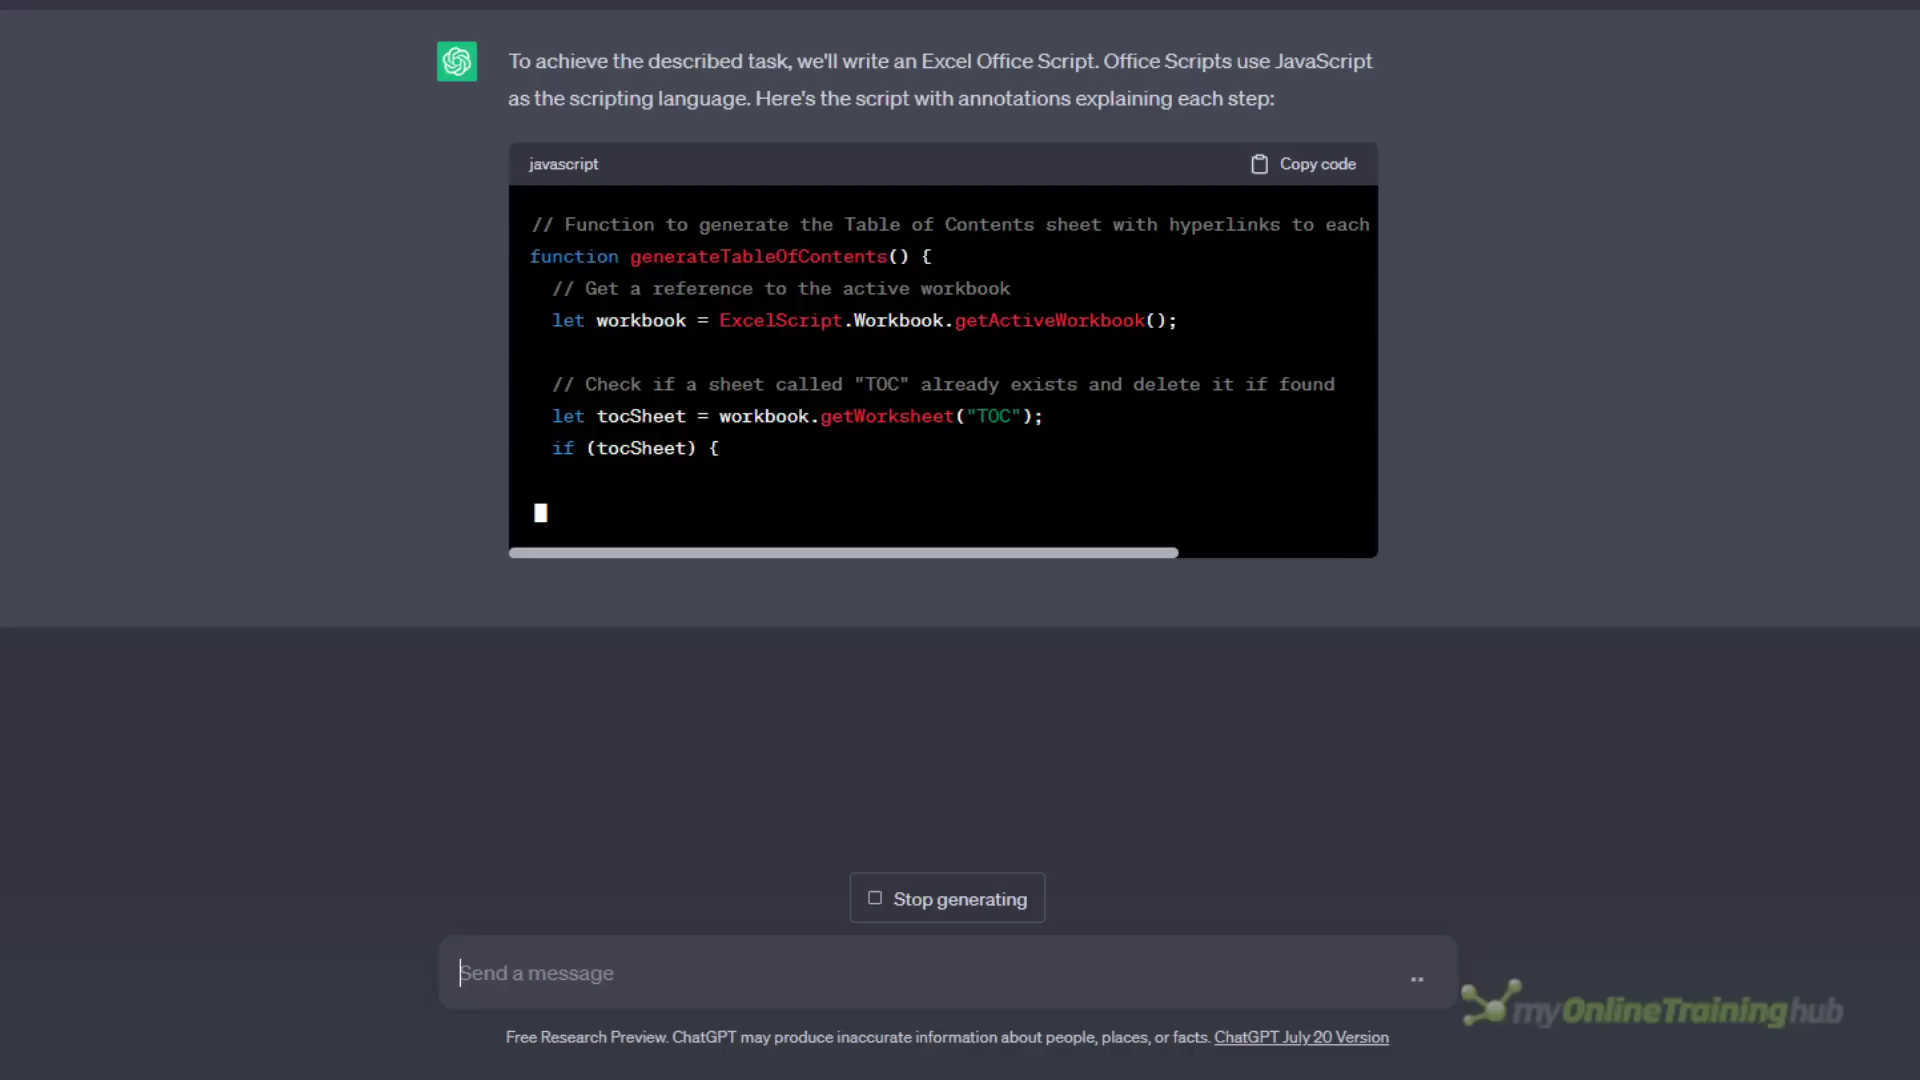 To achieve the described task, we'll write an Excel Office Script. Office Scripts use JavaScript
as the scripting language. Here's the script with annotations explaining each step:
javascript
Copy code
// Function to generate the Table of Contents sheet with hyperlinks to each
function generateTableOfContents() {
// Get a reference to the active workbook
let workbook = ExcelScript.Workbook.getActiveWorkbook();
// Check if a sheet called "TOC" already exists and delete it if found
let tocSheet = workbook.getWorksheet("TOC");
if (tocSheet) {
Stop generating
Send a message
myOnlineTraininghub
Free Research Preview. ChatGPT may produce inaccurate information about people, places, or facts. ChatGPT July 20 Version